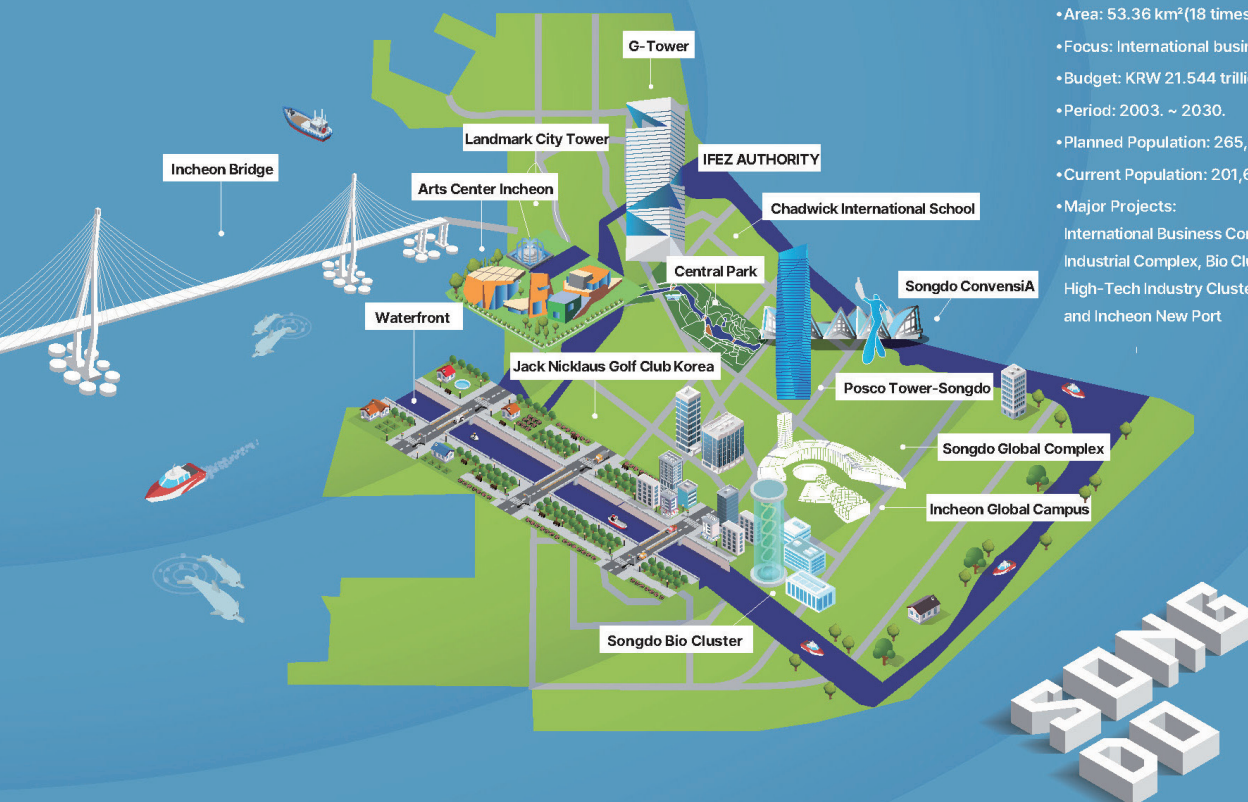 •Area: 53.36 km²(18 times
•Focus: International busin
•Budget: KRW 21.544 trilli
•Period: 2003. ~ 2030.
•Planned Population: 265,
•Current Population: 201,6
•Major Projects:
International Business Cor
Industrial Complex, Bio Clu
High-Tech Industry Cluste
and Incheon New Port
G-Tower
Landmark City Tower
IFEZ AUTHORITY
Incheon Bridge
Arts Center Incheon
Chadwick International School
Central Park
Songdo ConvensiA
Waterfront
Jack Nicklaus Golf Club Korea
Posco Tower-Songdo
Songdo Global Complex
Incheon Global Campus
Songdo Bio Cluster
SONG
DO